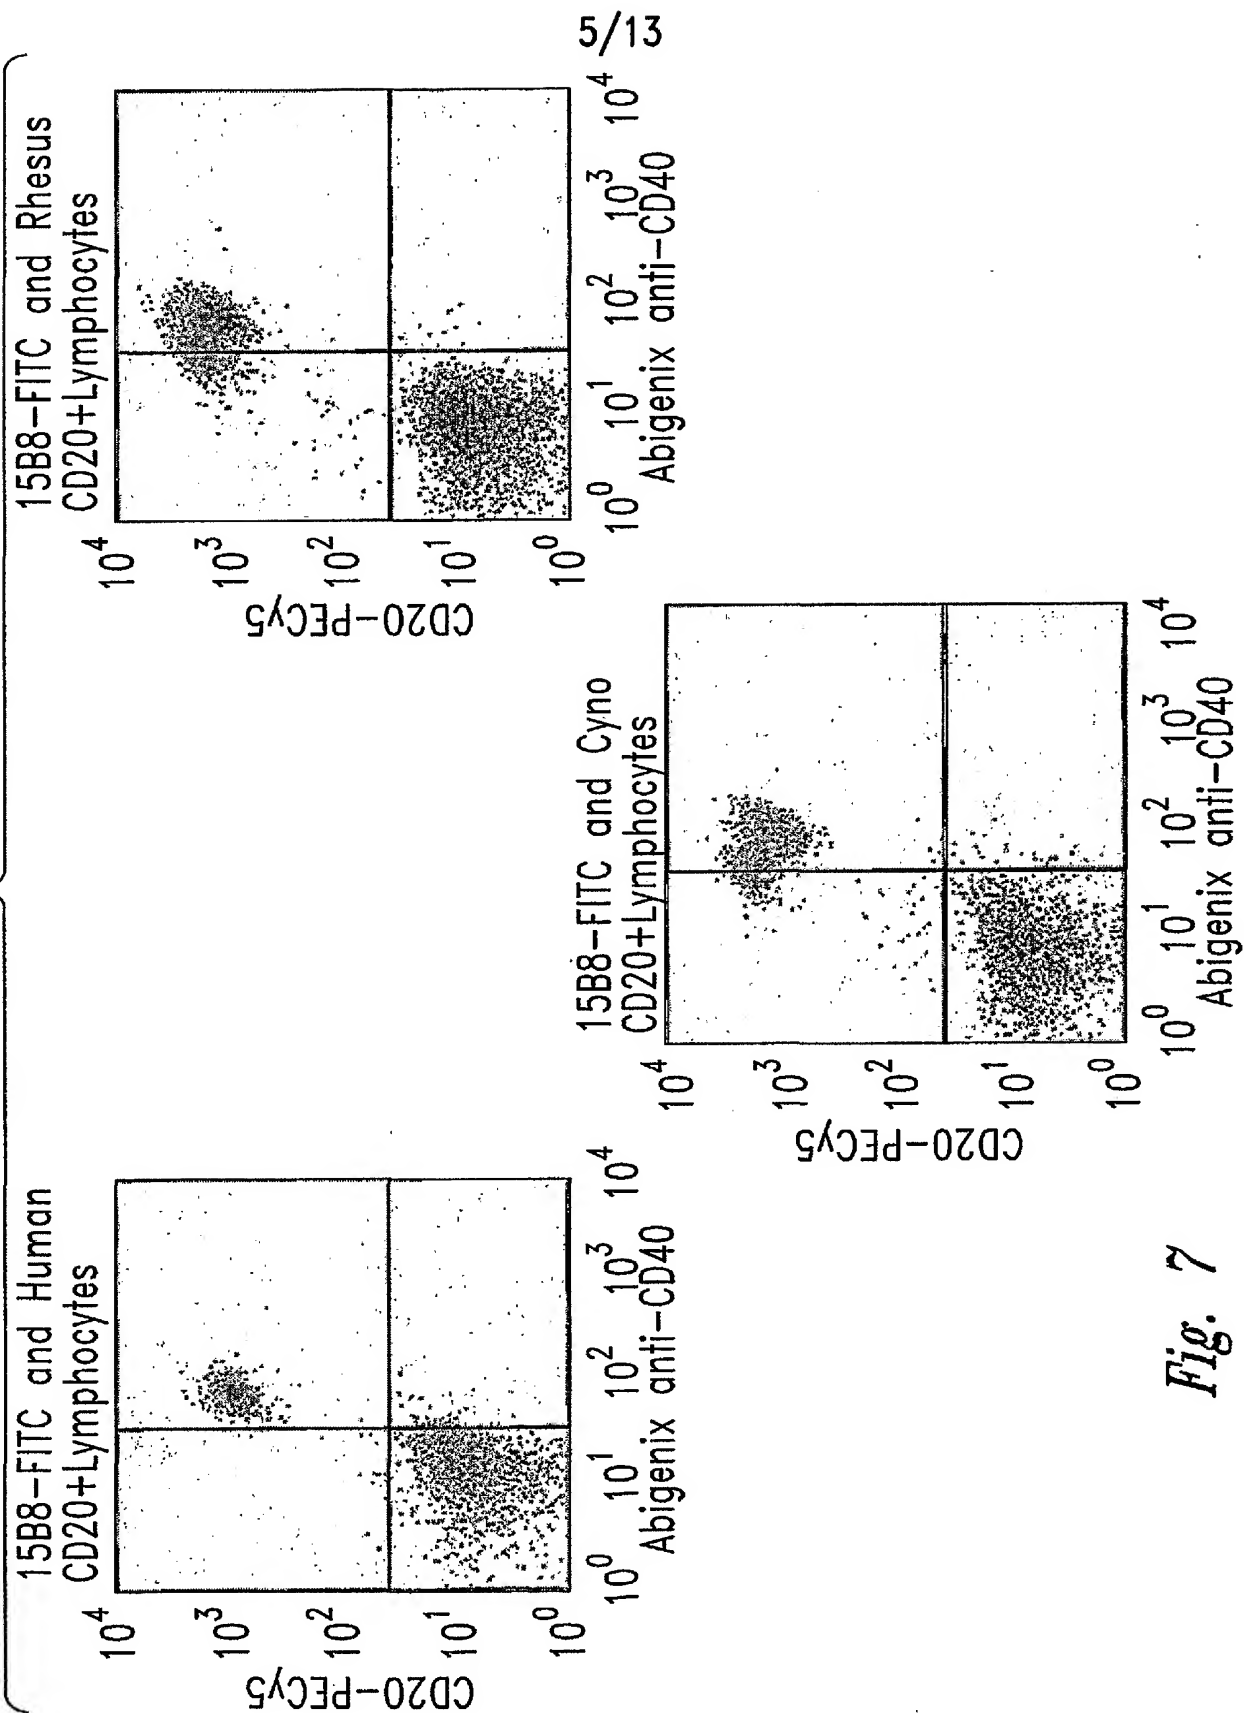 5/13
15B8-FITC and Human
CD20+Lymphocytes
CD20-PECy5
10^4
10^3
10^2
10^1
10^0
10^0 10^1 10^2 10^3 10^4
Abigenix anti-CD40
15B8-FITC and Rhesus
CD20+Lymphocytes
CD20-PECy5
10^4
10^3
10^2
10^1
10^0
10^0 10^1 10^2 10^3 10^4
Abigenix anti-CD40
15B8-FITC and Cyno
CD20+Lymphocytes
CD20-PECy5
10^4
10^3
10^2
10^1
10^0
10^0 10^1 10^2 10^3 10^4
Abigenix anti-CD40
Fig. 7